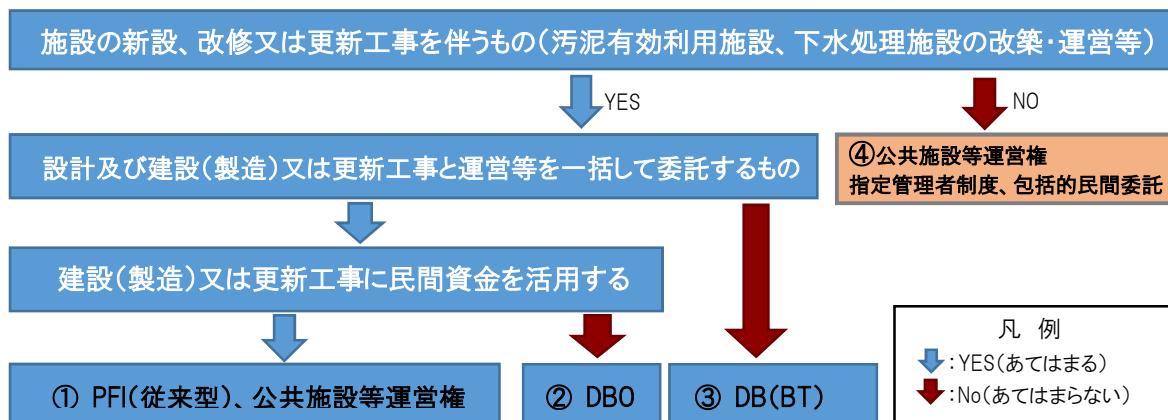 施設の新設、改修又は更新工事を伴うもの(汚泥有効利用施設、下水処理施設の改築・運営等)
YES
NO
設計及び建設(製造)又は更新工事と運営等を一括して委託するもの
④公共施設等運営権
指定管理者制度、包括的民間委託
建設(製造)又は更新工事に民間資金を活用する
凡 例
:YES(あてはまる)
:No(あてはまらない)
① PFI(従来型)、公共施設等運営権
② DBO
③ DB(BT)